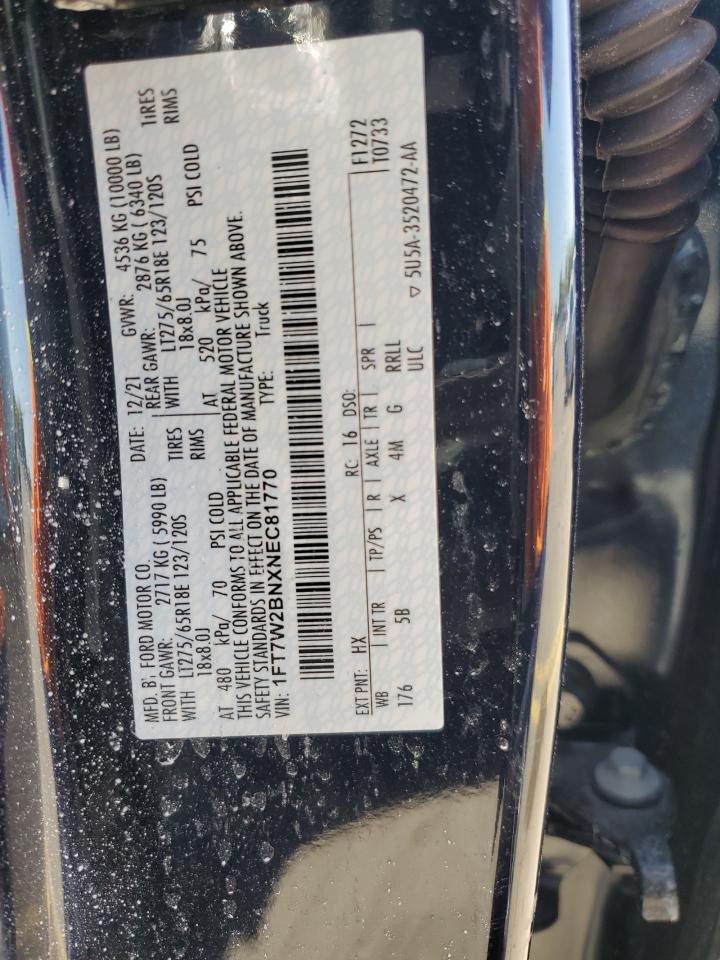 MFD. BY FORD MOTOR CO. DATE: 12/21 GVWR: 4536 KG (10000 LB)
FRONT GAWR: 2717 KG ( 5990 LB) REAR GAWR: 2876 KG ( 6340 LB)
WITH LT275/65R18E 123/120S TIRES WITH LT275/65R18E 123/120S TIRES
18x8.0J RIMS 18x8.0J RIMS
AT 480 kPa/ 70 PSI COLD AT 520 kPa/ 75 PSI COLD
THIS VEHICLE CONFORMS TO ALL APPLICABLE FEDERAL MOTOR VEHICLE
SAFETY STANDARDS IN EFFECT ON THE DATE OF MANUFACTURE SHOWN ABOVE.
VIN: 1FT7W2BNXNEC81770 TYPE: Truck
EXT PNT: HX RC: 16 DSO: F1272
WB INT TR TP/PS R AXLE TR SPR T0733
176 5B X 4M G RRLL
ULC ▽ 5U5A-3520472-AA